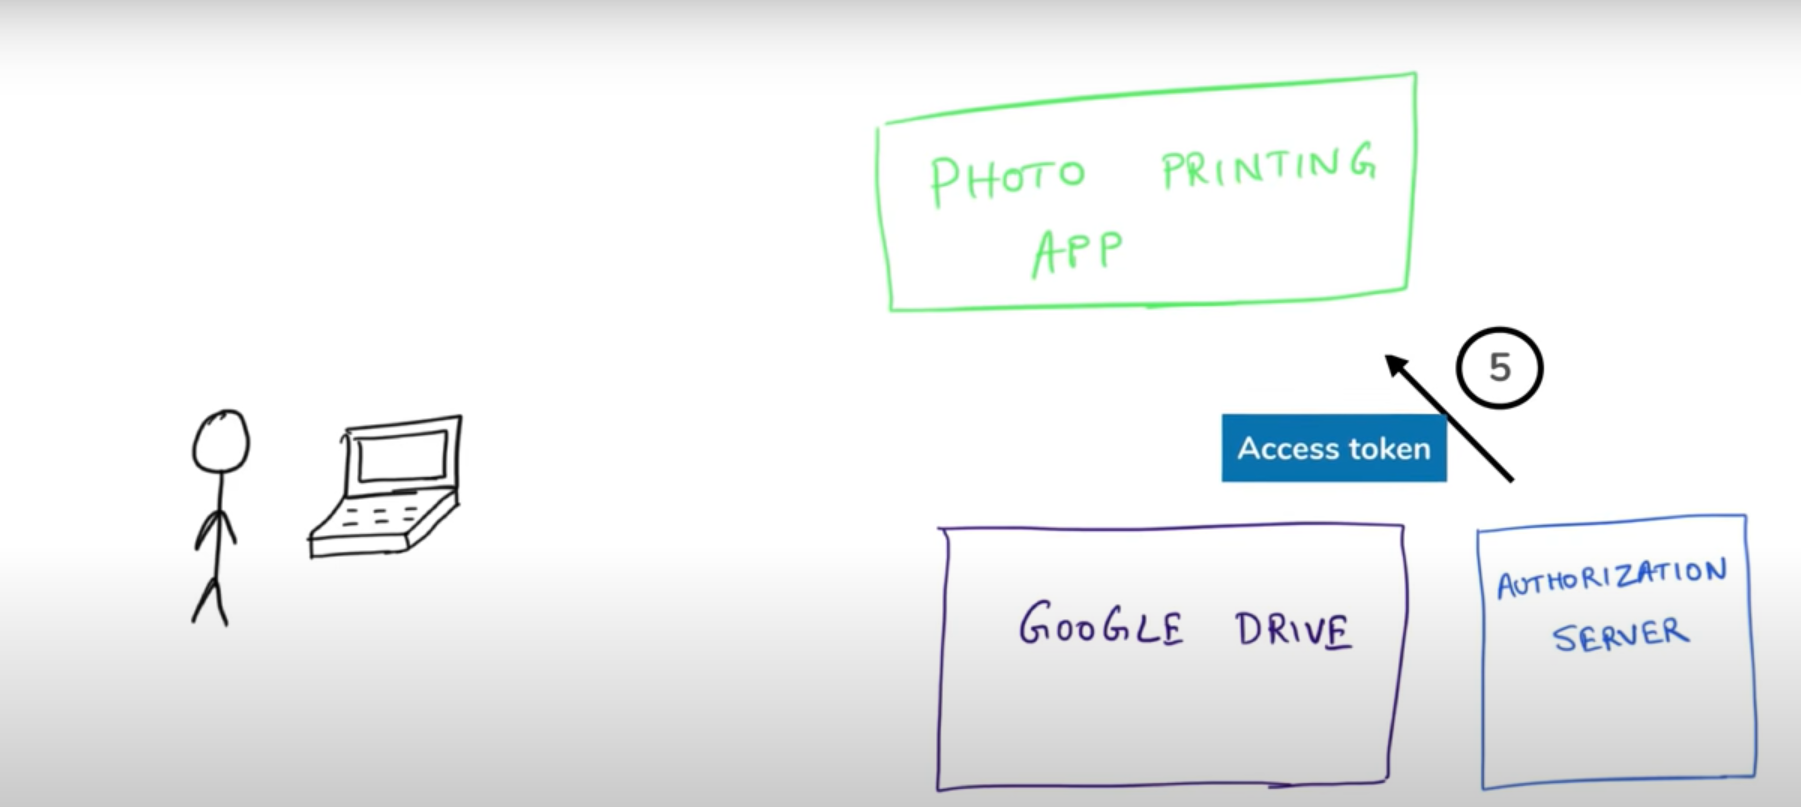 PHOTO PRINTING
APP
5
Access token
GOOGLE DRIVE
AUTHORIZATION
SERVER